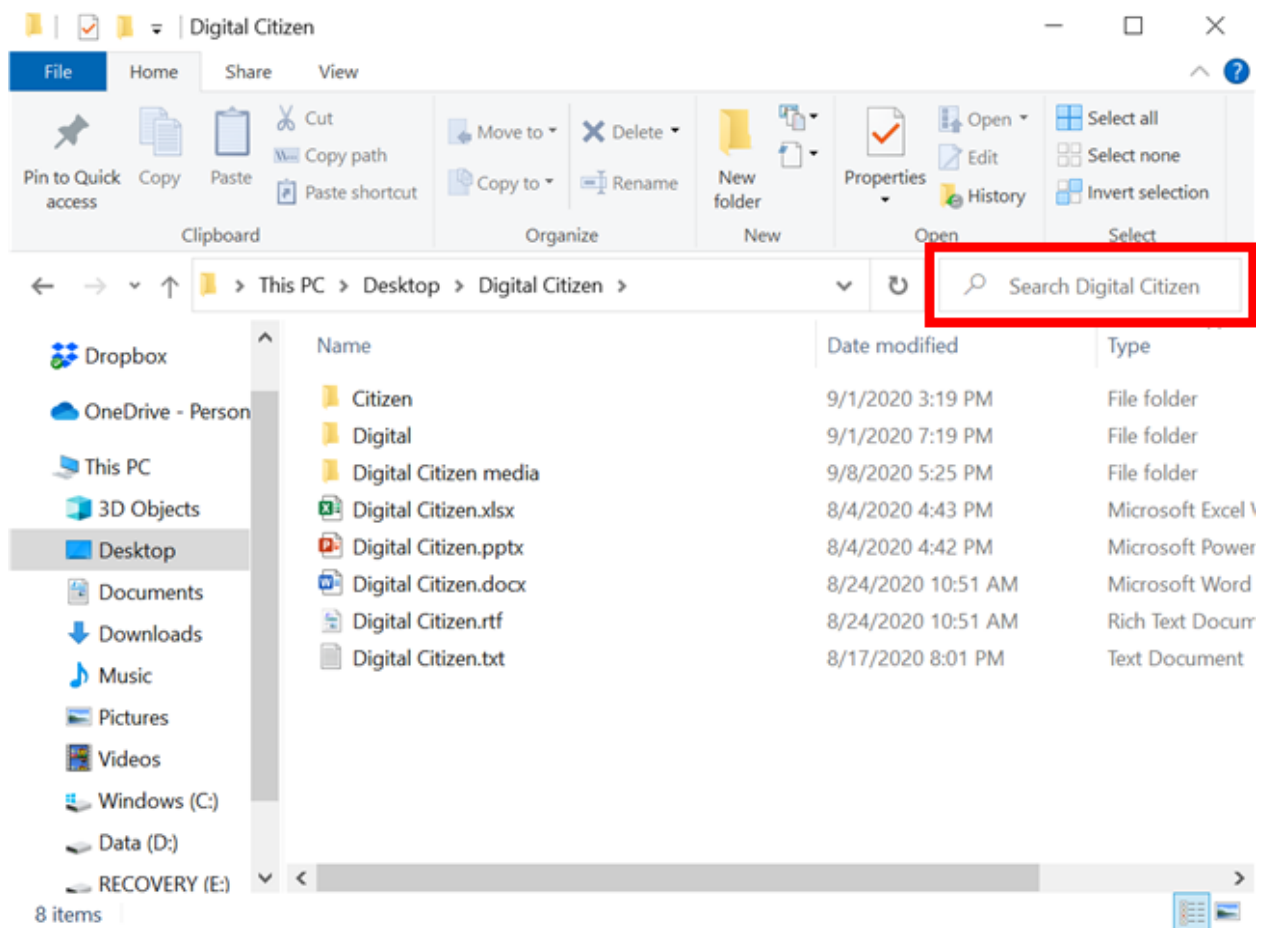 Digital Citizen
File Home Share View
Pin to Quick access
Copy
Paste
Cut
Copy path
Paste shortcut
Clipboard
Move to
Copy to
Delete
Rename
Organize
New folder
New
Properties
Open
Edit
History
Open
Select all
Select none
Invert selection
Select
This PC > Desktop > Digital Citizen >
Search Digital Citizen
Dropbox
OneDrive - Person
This PC
3D Objects
Desktop
Documents
Downloads
Music
Pictures
Videos
Windows (C:)
Data (D:)
RECOVERY (E:)
Name Date modified Type
Citizen 9/1/2020 3:19 PM File folder
Digital 9/1/2020 7:19 PM File folder
Digital Citizen media 9/8/2020 5:25 PM File folder
Digital Citizen.xlsx 8/4/2020 4:43 PM Microsoft Excel
Digital Citizen.pptx 8/4/2020 4:42 PM Microsoft Power
Digital Citizen.docx 8/24/2020 10:51 AM Microsoft Word
Digital Citizen.rtf 8/24/2020 10:51 AM Rich Text Docum
Digital Citizen.txt 8/17/2020 8:01 PM Text Document
8 items